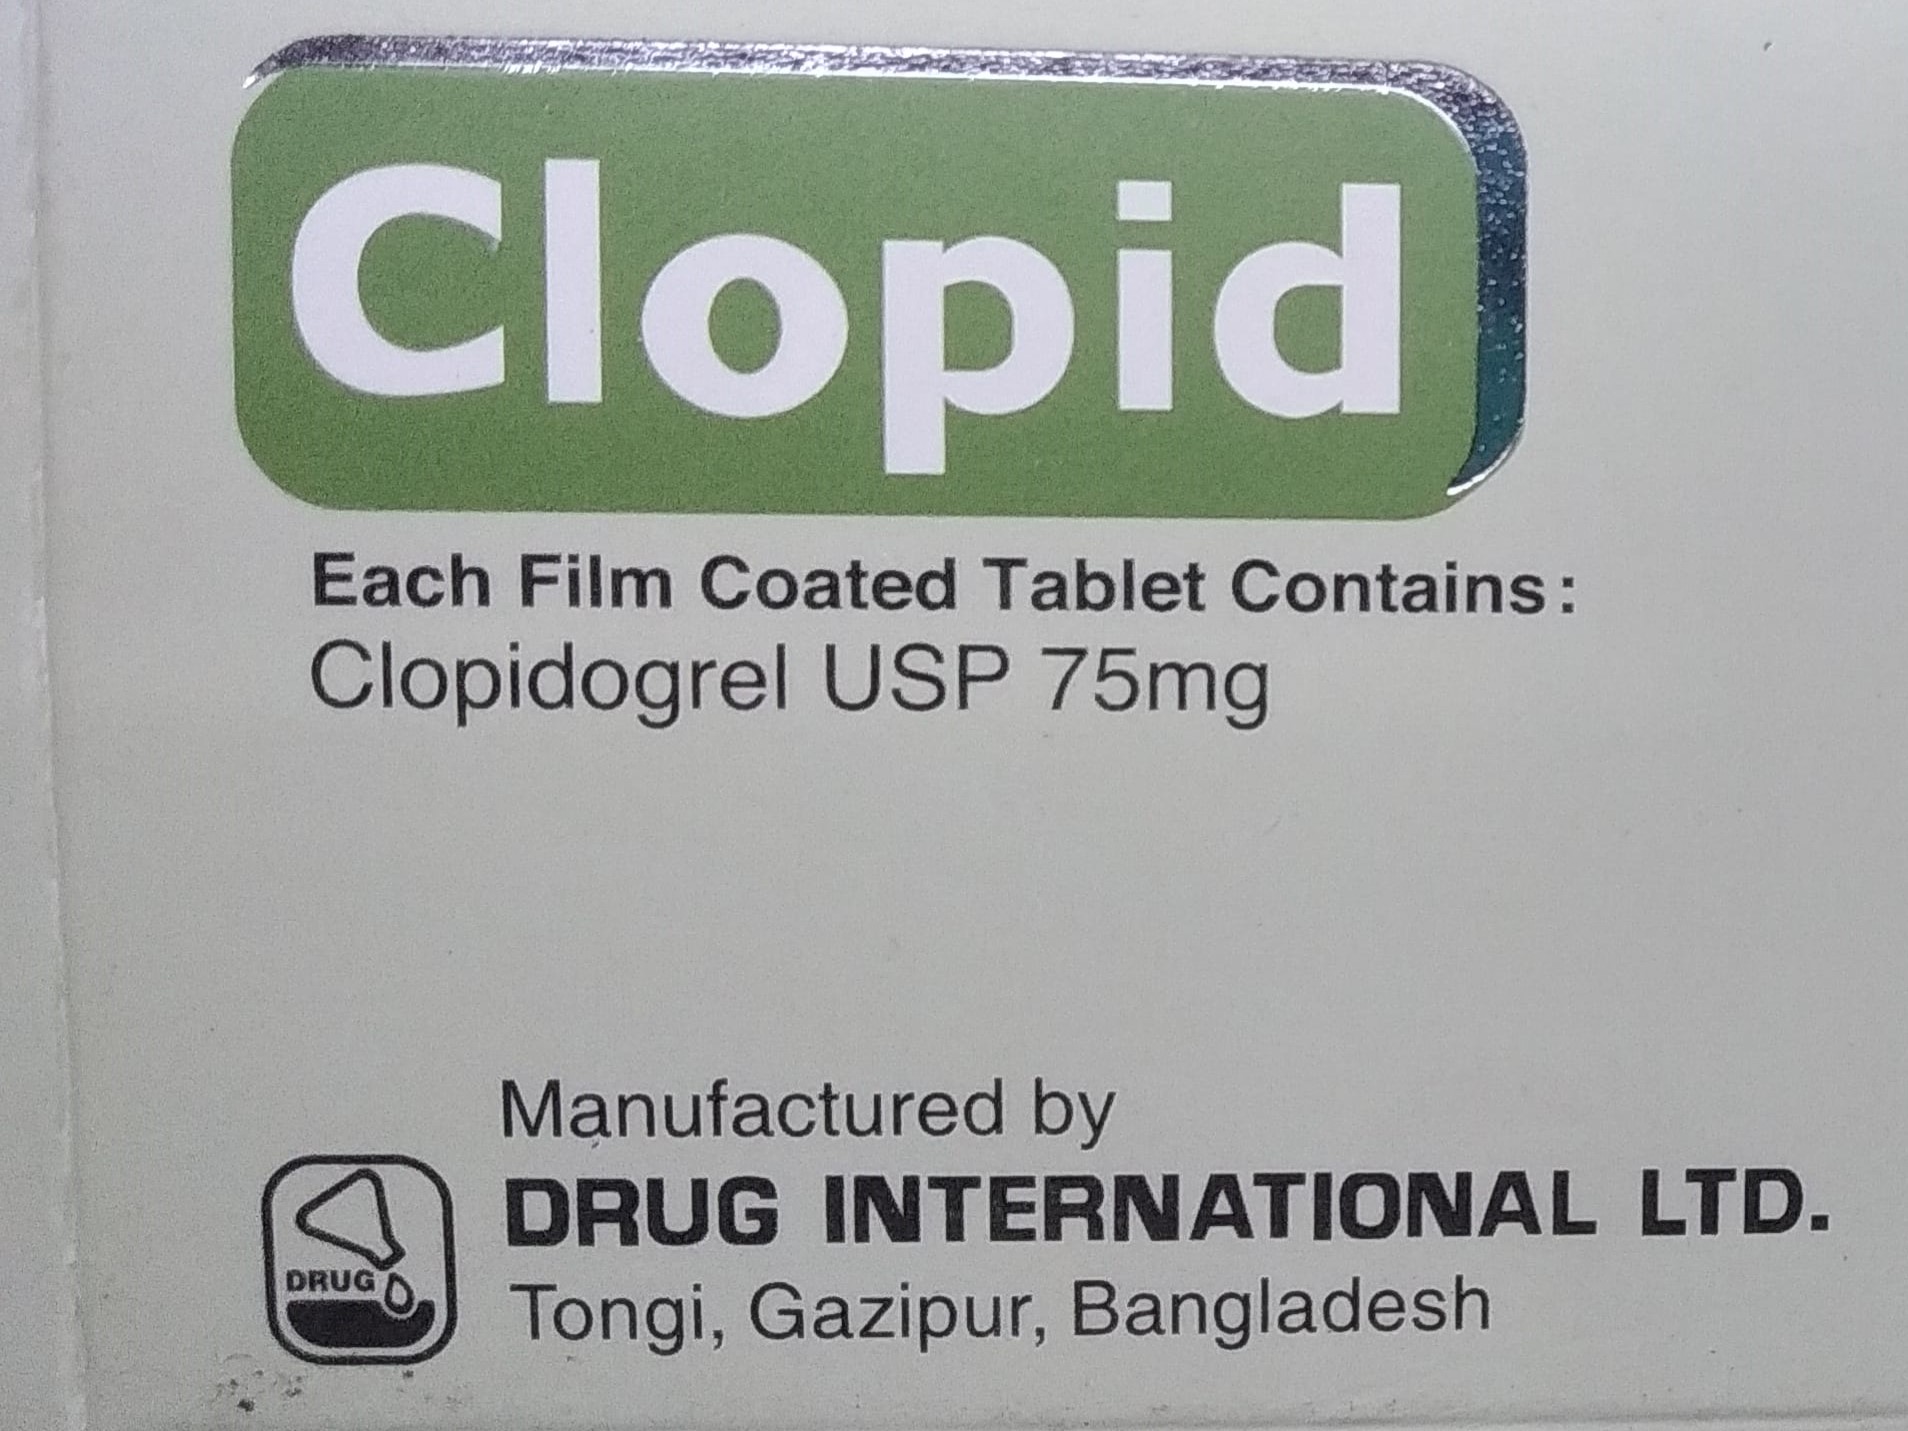 Clopid
Each Film Coated Tablet Contains:
Clopidogrel USP 75mg
Manufactured by
DRUG INTERNATIONAL LTD.
DRUG
Tongi, Gazipur, Bangladesh